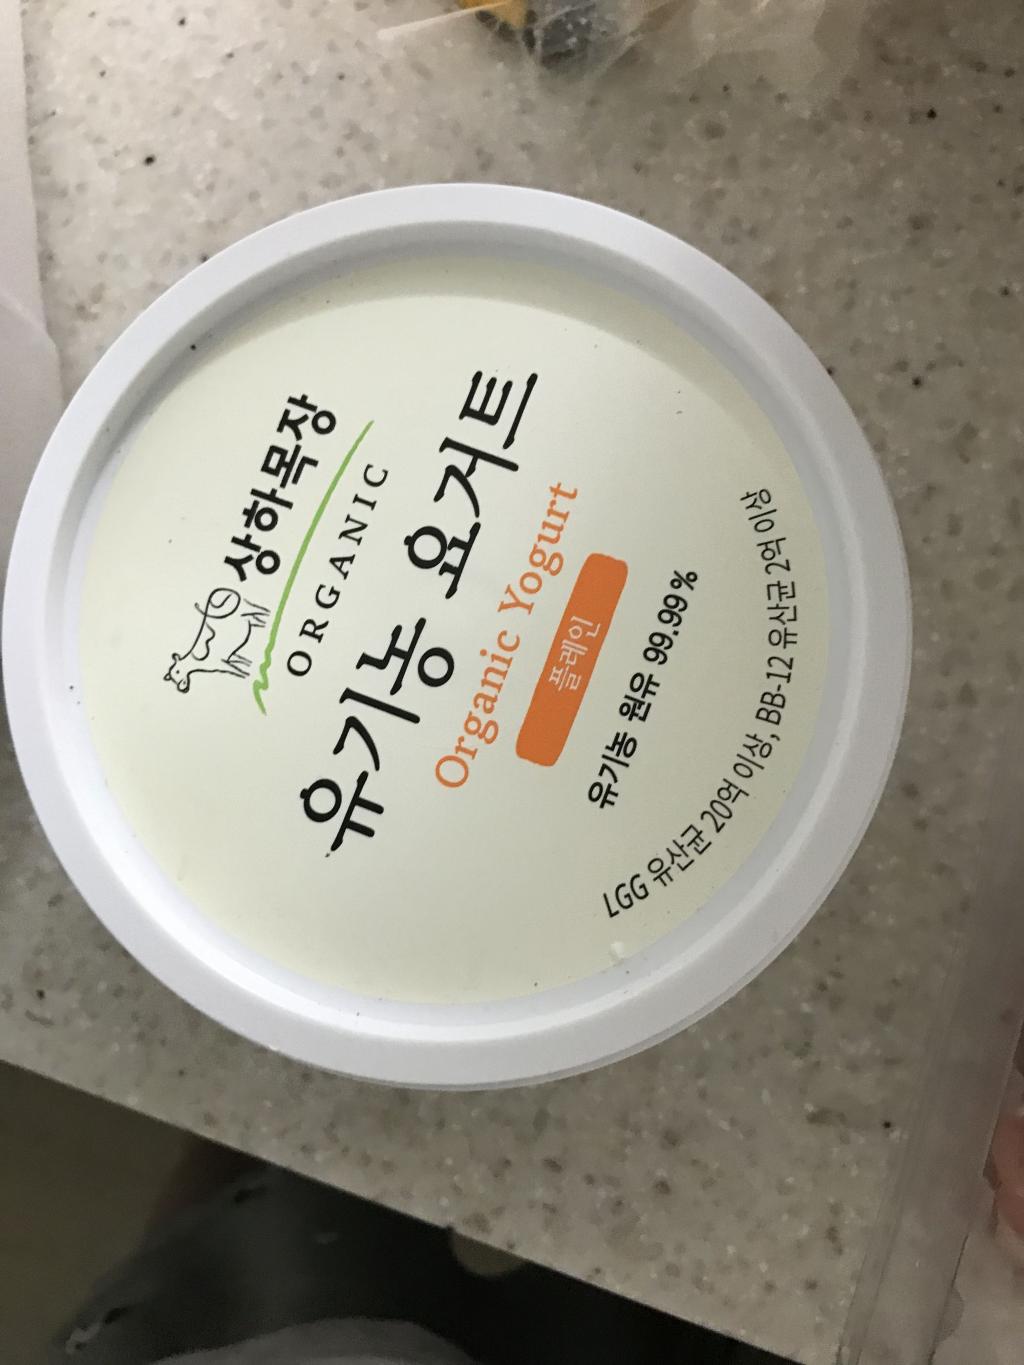 상하목장
ORGANIC
유기농 요거트
Organic Yogurt
플레인
유기농 원유 99.99%
LGG 유산균 20억 이상, BB-12 유산균 2억 이상